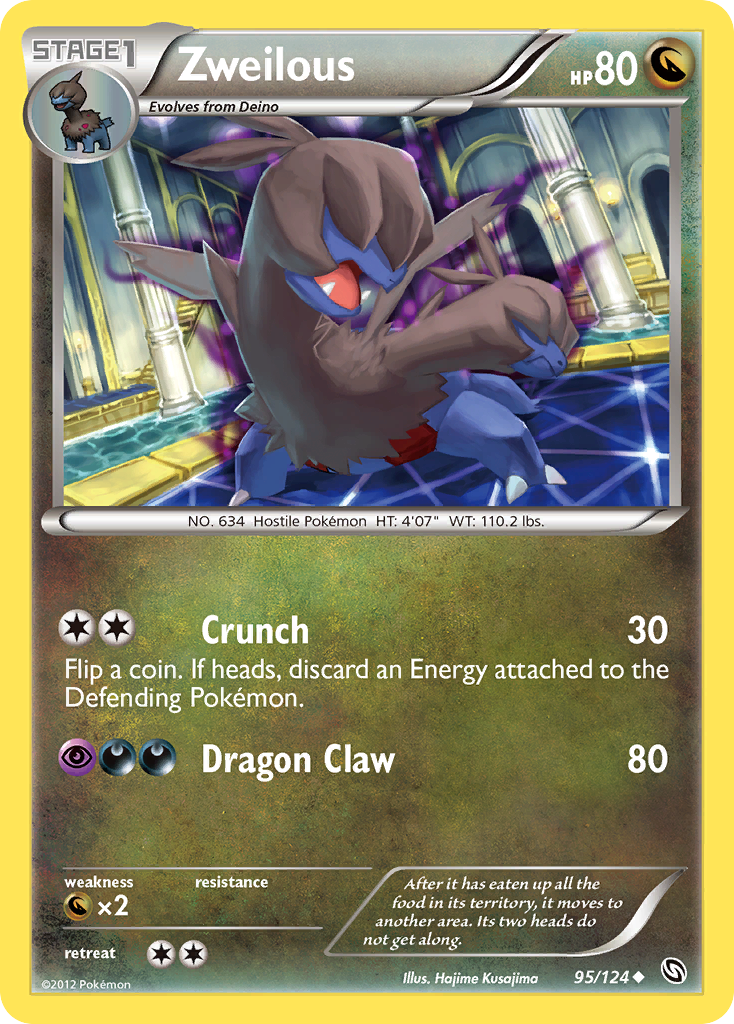 STAGE1
Zweilous
HP80
Evolves from Deino
NO. 634 Hostile Pokémon HT: 4'07" WT: 110.2 lbs.
Crunch 30
Flip a coin. If heads, discard an Energy attached to the
Defending Pokémon.
Dragon Claw 80
weakness resistance
×2
retreat
After it has eaten up all the
food in its territory, it moves to
another area. Its two heads do
not get along.
Illus. Hajime Kusajima 95/124
©2012 Pokémon